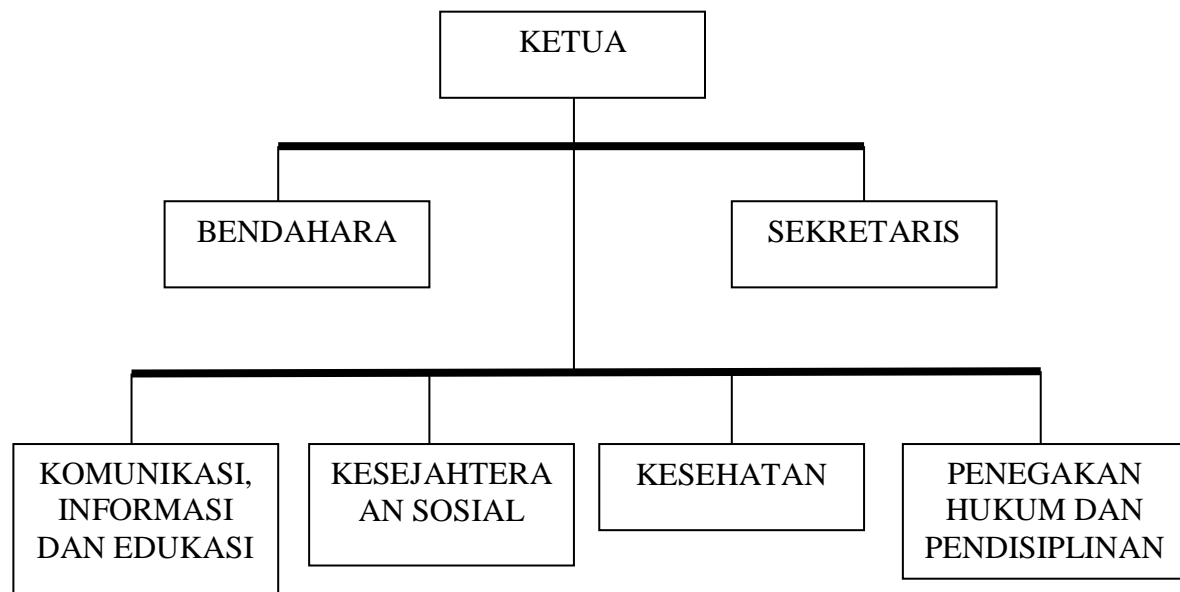 KETUA
BENDAHARA
SEKRETARIS
KOMUNIKASI,
INFORMASI
DAN EDUKASI
KESEJAHTERA
AN SOSIAL
KESEHATAN
PENEGAKAN
HUKUM DAN
PENDISIPLINAN